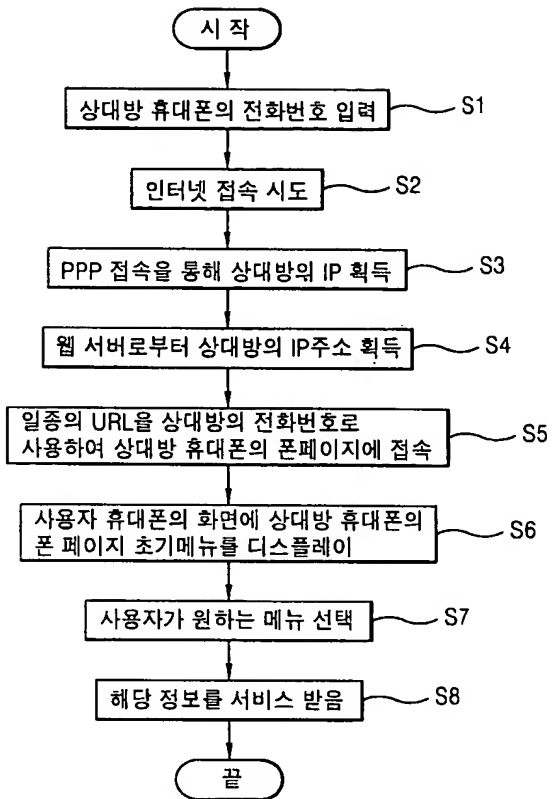 시 작
상대방 휴대폰의 전화번호 입력
S1
인터넷 접속 시도
S2
PPP 접속을 통해 상대방의 IP 획득
S3
웹 서버로부터 상대방의 IP주소 획득
S4
일종의 URL을 상대방의 전화번호로
사용하여 상대방 휴대폰의 폰페이지에 접속
S5
사용자 휴대폰의 화면에 상대방 휴대폰의
폰 페이지 초기메뉴를 디스플레이
S6
사용자가 원하는 메뉴 선택
S7
해당 정보를 서비스 받음
S8
끝